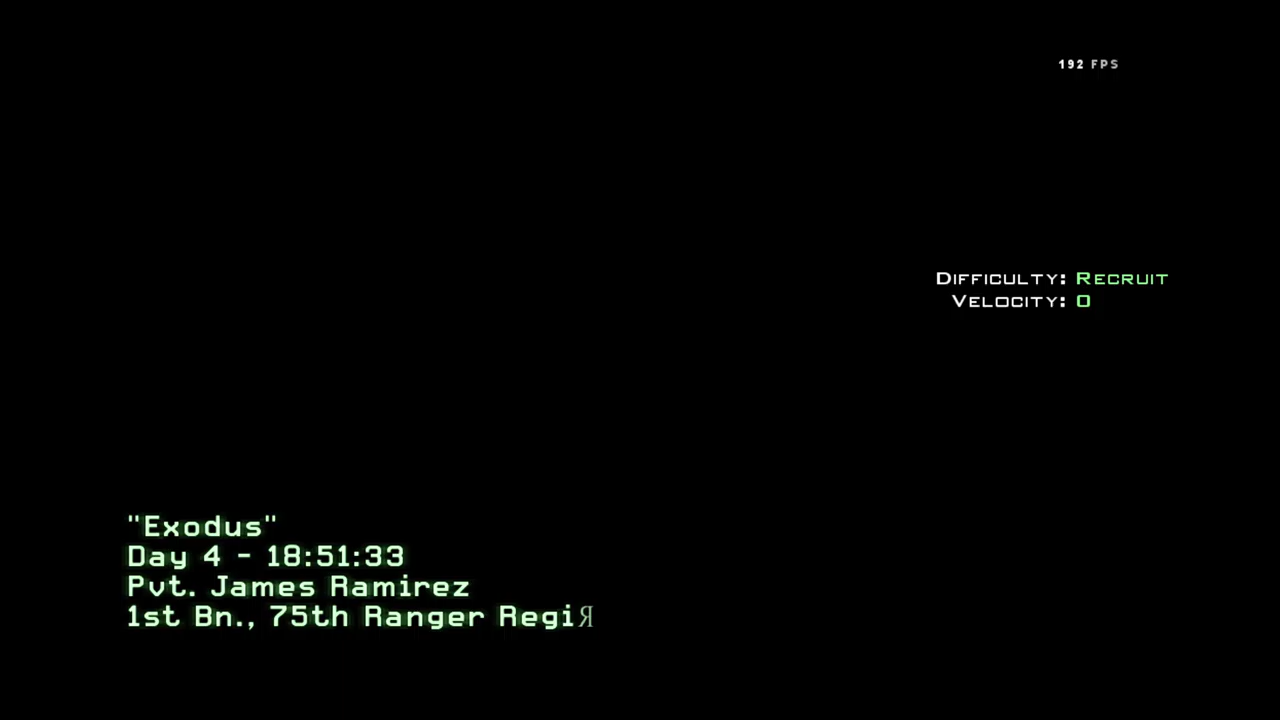 192 FPS
Difficulty: Recruit
Velocity: 0
"Exodus"
Day 4 - 18:51:33
Pvt. James Ramirez
1st Bn., 75th Ranger RegiЯ